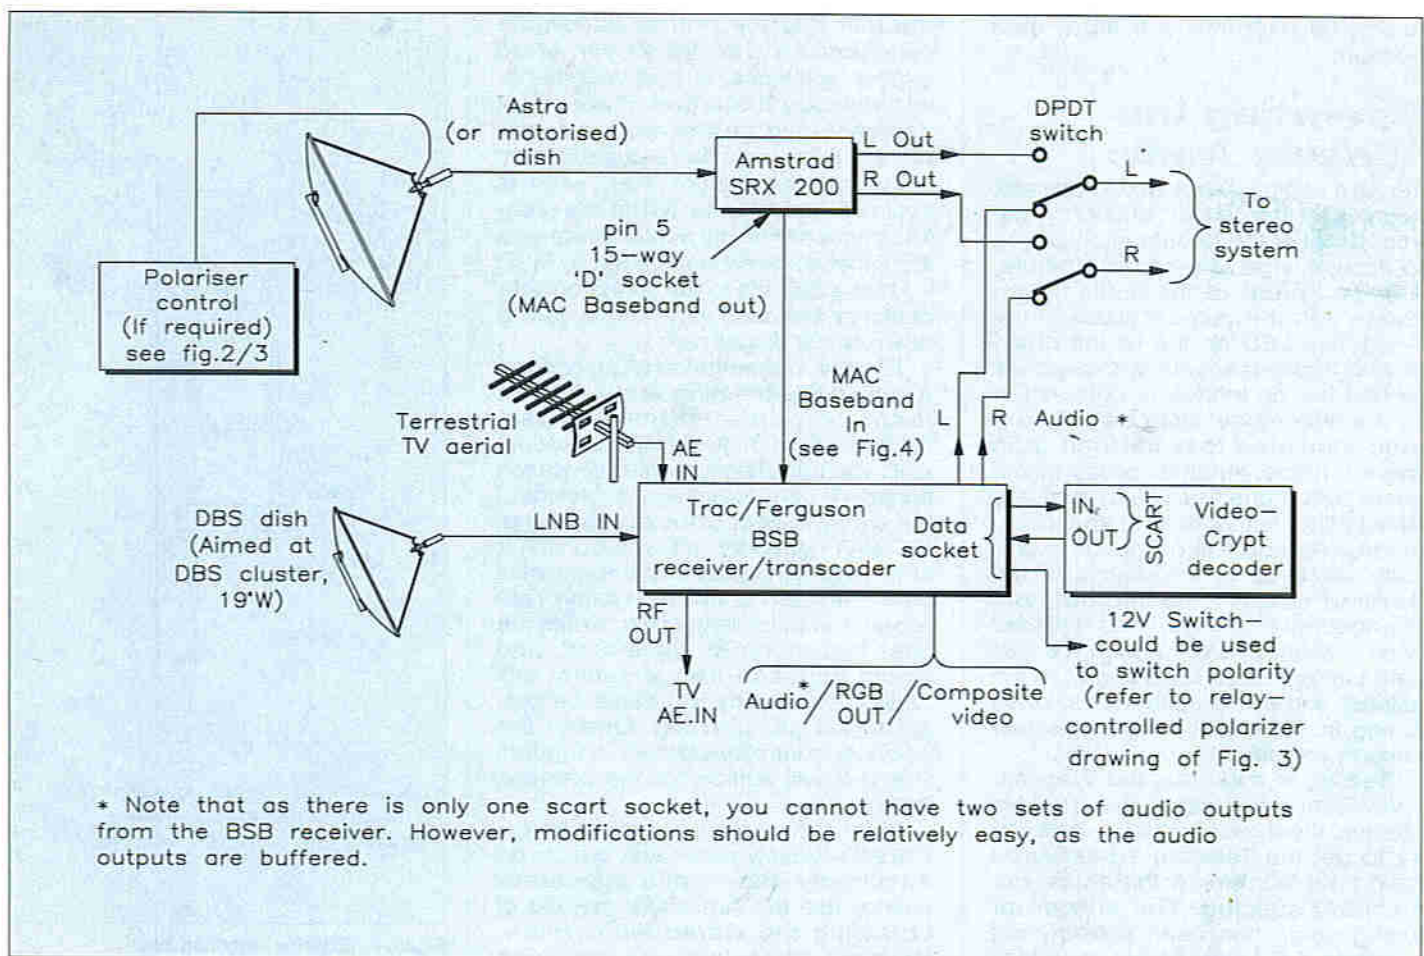 Astra
(or motorised)
dish
Polariser
control
(If required)
see fig.2/3
Amstrad
SRX 200
L Out
R Out
DPDT
switch
L
R
To
stereo
system
pin 5
15-way
'D' socket
(MAC Baseband out)
Terrestrial
TV aerial
AE
IN
MAC
Baseband
In
(see Fig.4)
L
R Audio *
DBS dish
(Aimed at
DBS cluster,
19°W)
LNB IN
Trac/Ferguson
BSB
receiver/transcoder
Data
socket
IN
OUT
SCART
Video-
Crypt
decoder
RF
OUT
TV
AE.IN
Audio* / RGB OUT / Composite video
12V Switch-
could be used
to switch polarity
(refer to relay-
controlled polarizer
drawing of Fig. 3)
* Note that as there is only one scart socket, you cannot have two sets of audio outputs
from the BSB receiver. However, modifications should be relatively easy, as the audio
outputs are buffered.